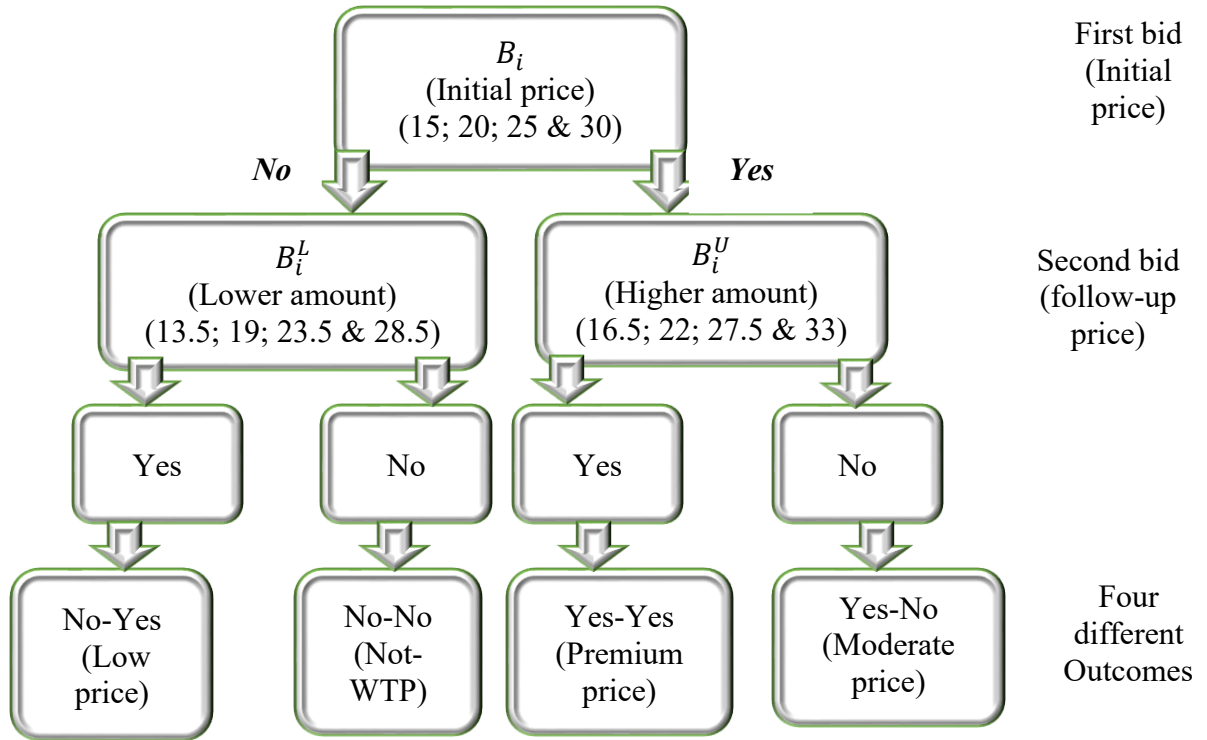 𝐵𝑖
(Initial price)
(15; 20; 25 & 30)
First bid
(Initial
price)
No
Yes
𝐵𝑖𝐿
(Lower amount)
(13.5; 19; 23.5 & 28.5)
𝐵𝑖𝑈
(Higher amount)
(16.5; 22; 27.5 & 33)
Second bid
(follow-up
price)
Yes
No
Yes
No
No-Yes
(Low
price)
No-No
(Not-
WTP)
Yes-Yes
(Premium
price)
Yes-No
(Moderate
price)
Four
different
Outcomes